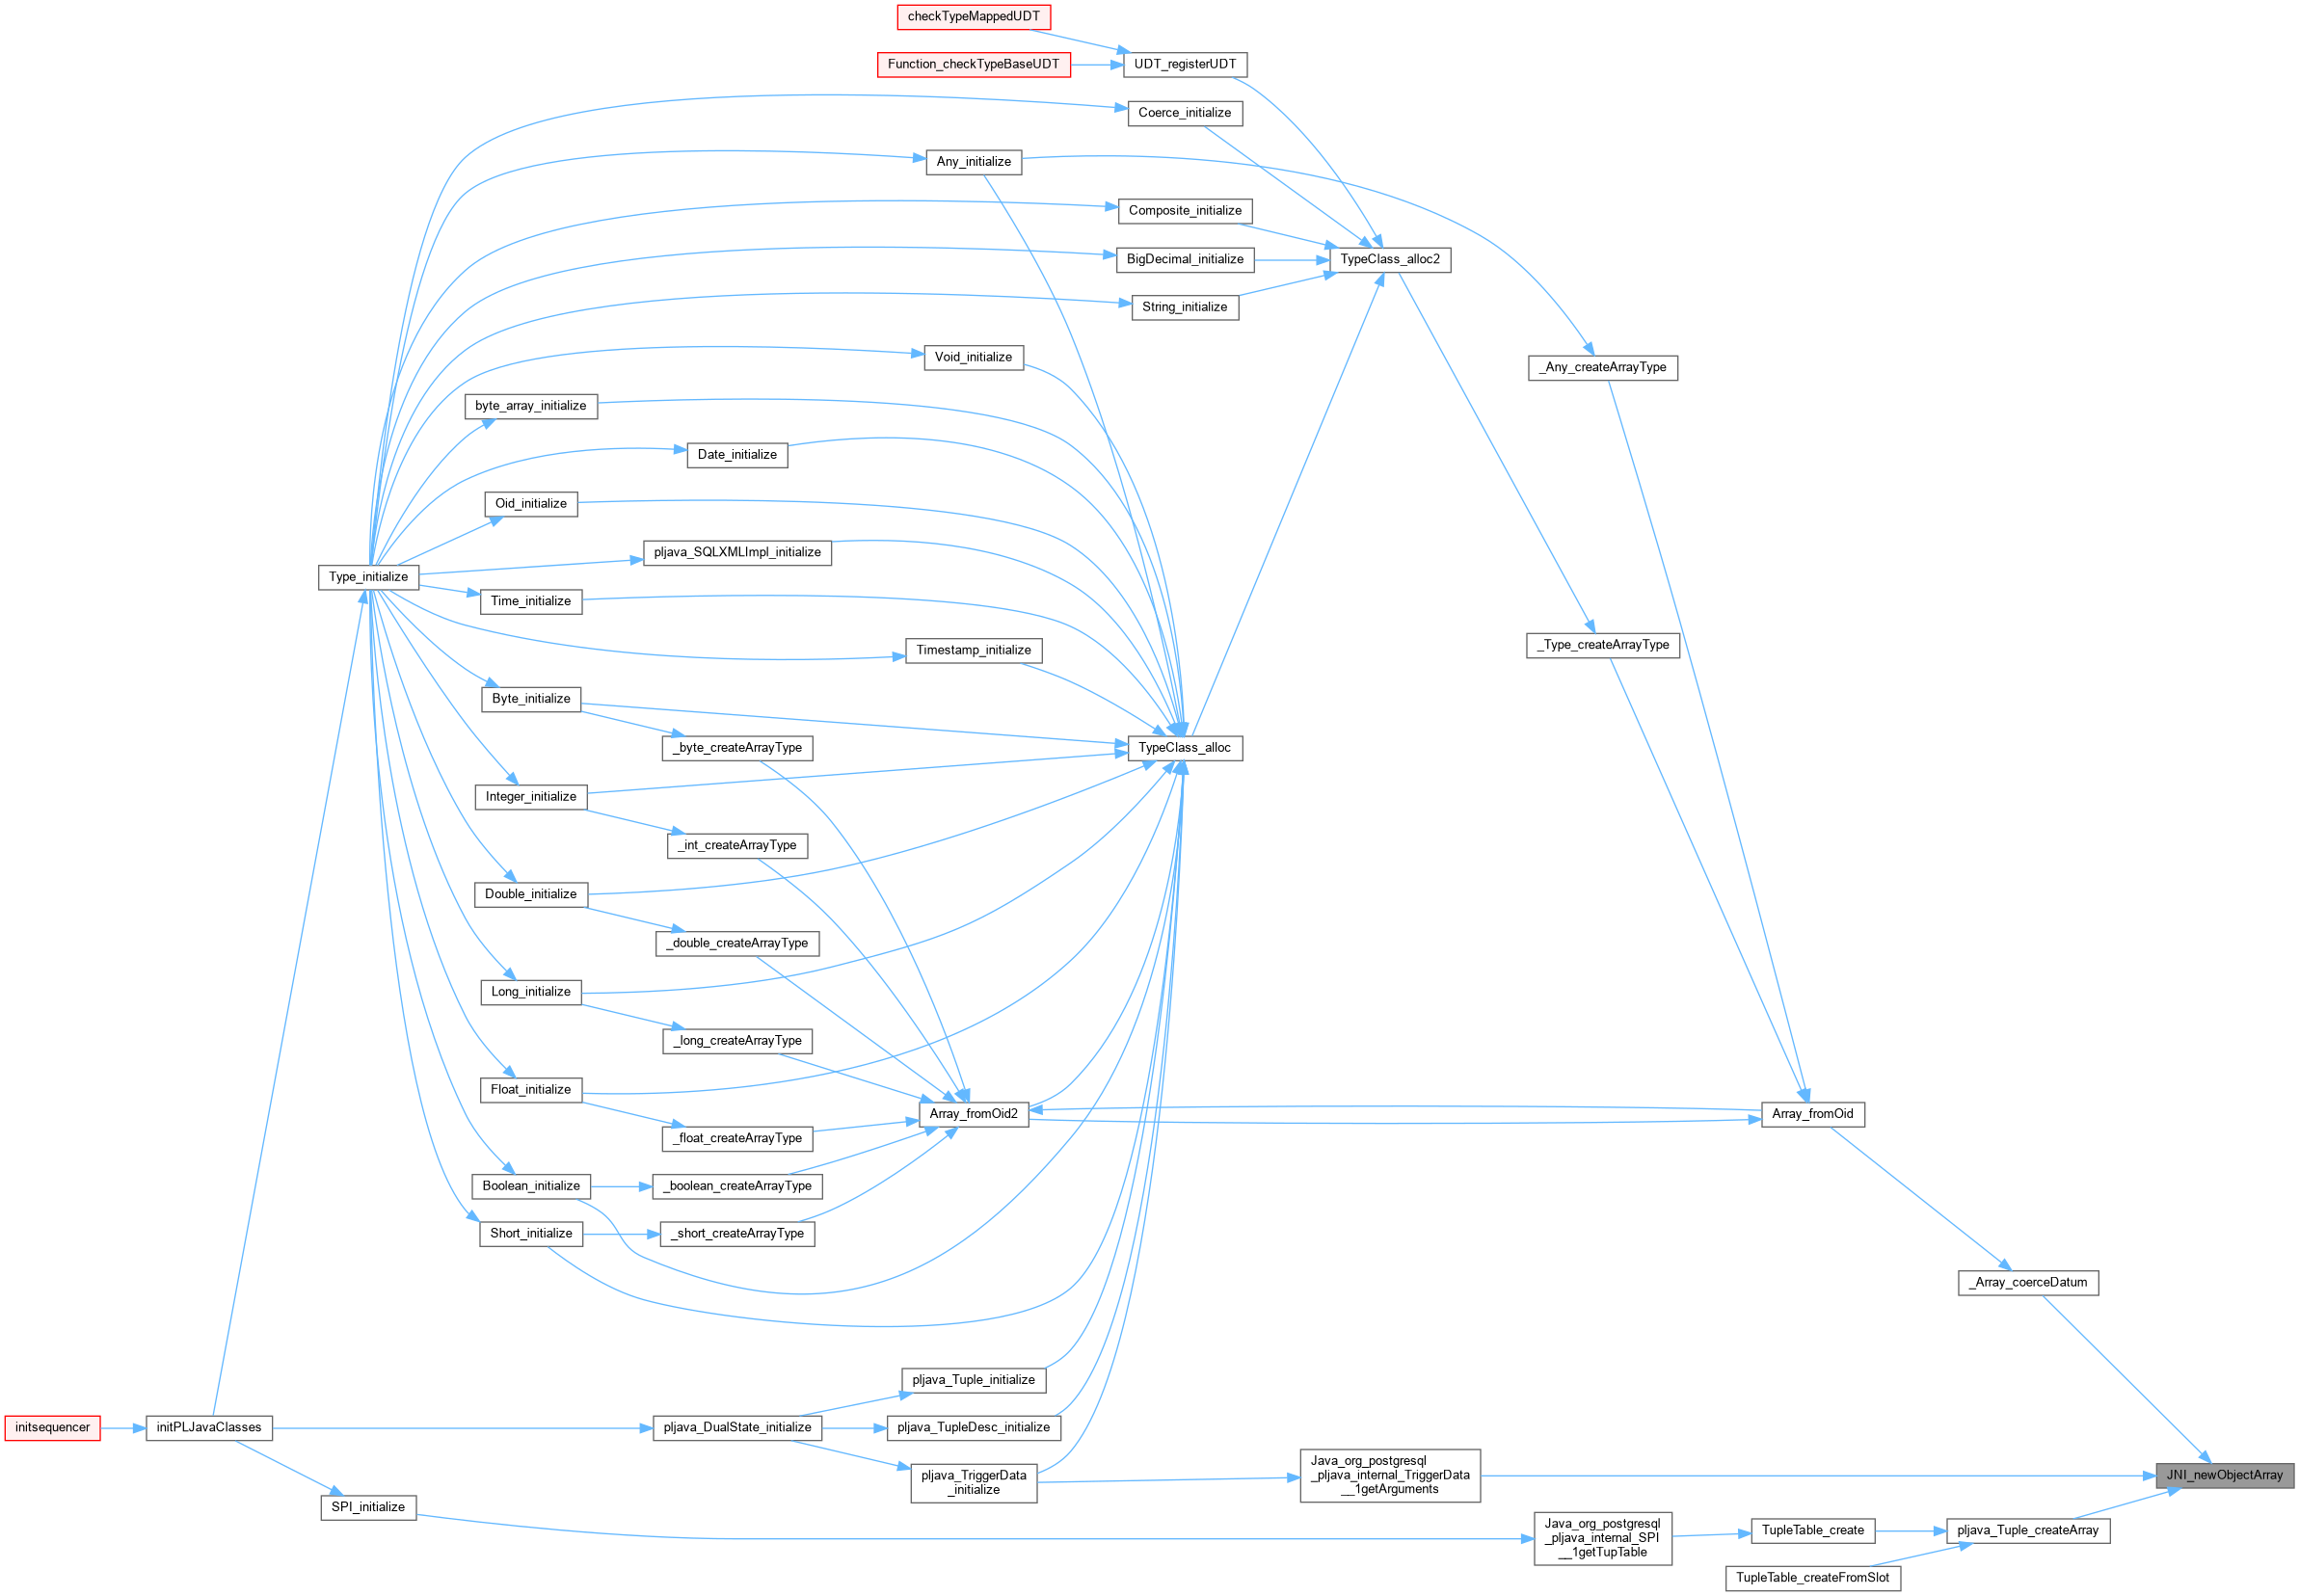 checkTypeMappedUDT
Function_checkTypeBaseUDT
UDT_registerUDT
Coerce_initialize
Any_initialize
Composite_initialize
BigDecimal_initialize
TypeClass_alloc2
String_initialize
Void_initialize
_Any_createArrayType
byte_array_initialize
Date_initialize
Oid_initialize
pljava_SQLXMLImpl_initialize
Type_initialize
Time_initialize
Timestamp_initialize
_Type_createArrayType
Byte_initialize
_byte_createArrayType
TypeClass_alloc
Integer_initialize
_int_createArrayType
Double_initialize
_double_createArrayType
Long_initialize
_long_createArrayType
Float_initialize
Array_fromOid2
Array_fromOid
_float_createArrayType
Boolean_initialize
_boolean_createArrayType
Short_initialize
_short_createArrayType
_Array_coerceDatum
pljava_Tuple_initialize
initsequencer
initPLJavaClasses
pljava_DualState_initialize
pljava_TupleDesc_initialize
pljava_TriggerData
_initialize
Java_org_postgresql
_pljava_internal_TriggerData
__1getArguments
JNI_newObjectArray
SPI_initialize
Java_org_postgresql
_pljava_internal_SPI
__1getTupTable
TupleTable_create
pljava_Tuple_createArray
TupleTable_createFromSlot